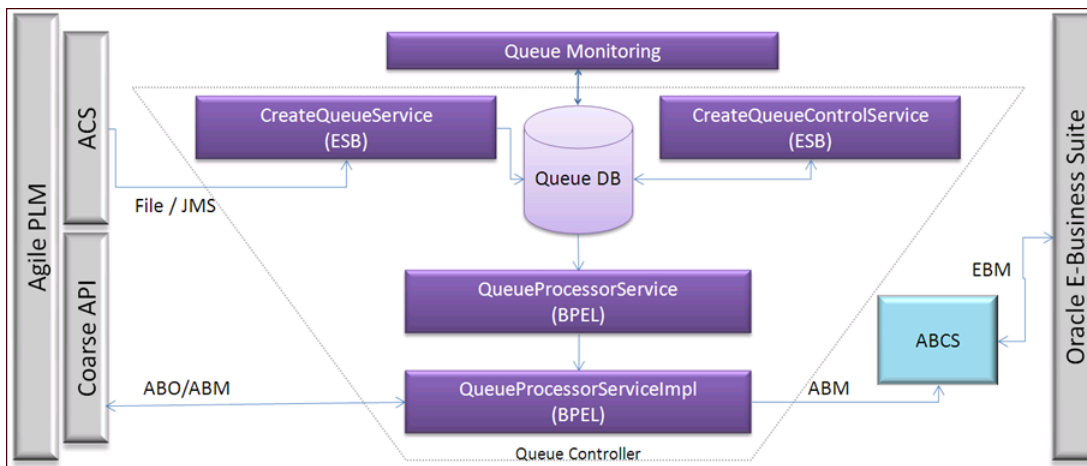 Agile PLM
ACS
Coarse API
Queue Monitoring
CreateQueueService
(ESB)
Queue DB
CreateQueueControlService
(ESB)
File / JMS
QueueProcessorService
(BPEL)
QueueProcessorServiceImpl
(BPEL)
ABO/ABM
ABM
ABCS
EBM
Oracle E-Business Suite
Queue Controller